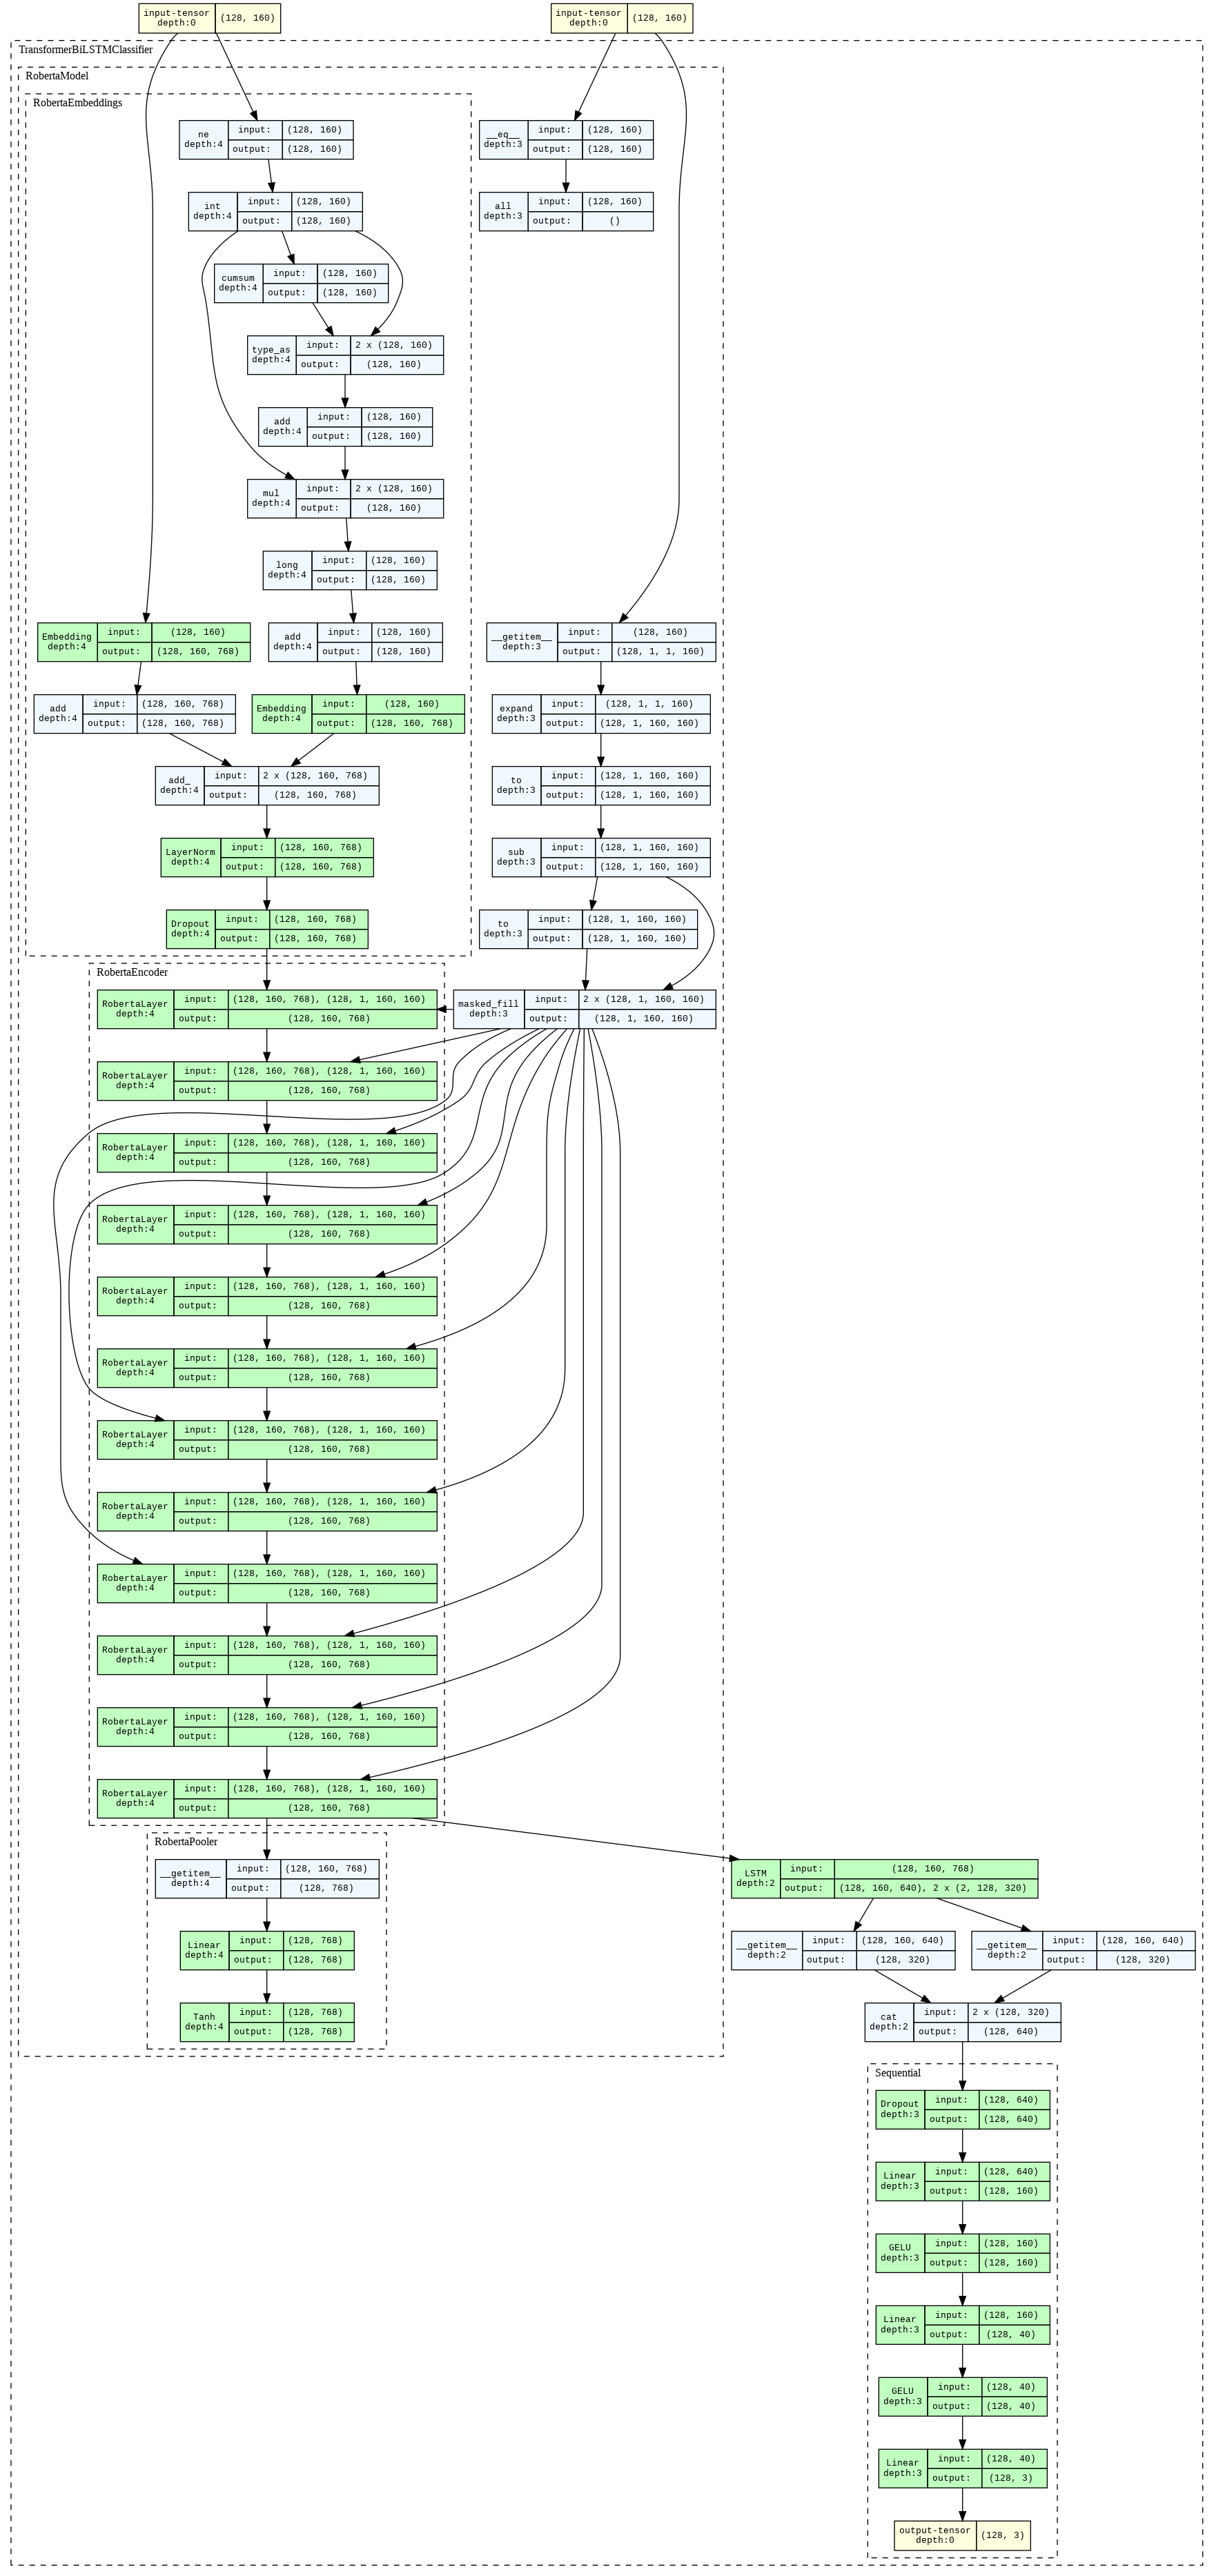 input-tensor
depth:0
(128, 160)
input-tensor
depth:0
(128, 160)
TransformerBiLSTMClassifier
RobertaModel
RobertaEmbeddings
ne
depth:4
input:
(128, 160)
output:
(128, 160)
__eq__
depth:3
input:
(128, 160)
output:
(128, 160)
int
depth:4
input:
(128, 160)
output:
(128, 160)
all
depth:3
input:
(128, 160)
output:
()
cumsum
depth:4
input:
(128, 160)
output:
(128, 160)
type_as
depth:4
input:
2 x (128, 160)
output:
(128, 160)
add
depth:4
input:
(128, 160)
output:
(128, 160)
mul
depth:4
input:
2 x (128, 160)
output:
(128, 160)
long
depth:4
input:
(128, 160)
output:
(128, 160)
Embedding
depth:4
input:
(128, 160)
output:
(128, 160, 768)
add
depth:4
input:
(128, 160)
output:
(128, 160)
__getitem__
depth:3
input:
(128, 160)
output:
(128, 1, 1, 160)
add
depth:4
input:
(128, 160, 768)
output:
(128, 160, 768)
Embedding
depth:4
input:
(128, 160)
output:
(128, 160, 768)
expand
depth:3
input:
(128, 1, 1, 160)
output:
(128, 1, 160, 160)
add_
depth:4
input:
2 x (128, 160, 768)
output:
(128, 160, 768)
to
depth:3
input:
(128, 1, 160, 160)
output:
(128, 1, 160, 160)
LayerNorm
depth:4
input:
(128, 160, 768)
output:
(128, 160, 768)
sub
depth:3
input:
(128, 1, 160, 160)
output:
(128, 1, 160, 160)
Dropout
depth:4
input:
(128, 160, 768)
output:
(128, 160, 768)
to
depth:3
input:
(128, 1, 160, 160)
output:
(128, 1, 160, 160)
RobertaEncoder
RobertaLayer
depth:4
input:
(128, 160, 768), (128, 1, 160, 160)
output:
(128, 160, 768)
masked_fill
depth:3
input:
2 x (128, 1, 160, 160)
output:
(128, 1, 160, 160)
RobertaLayer
depth:4
input:
(128, 160, 768), (128, 1, 160, 160)
output:
(128, 160, 768)
RobertaLayer
depth:4
input:
(128, 160, 768), (128, 1, 160, 160)
output:
(128, 160, 768)
RobertaLayer
depth:4
input:
(128, 160, 768), (128, 1, 160, 160)
output:
(128, 160, 768)
RobertaLayer
depth:4
input:
(128, 160, 768), (128, 1, 160, 160)
output:
(128, 160, 768)
RobertaLayer
depth:4
input:
(128, 160, 768), (128, 1, 160, 160)
output:
(128, 160, 768)
RobertaLayer
depth:4
input:
(128, 160, 768), (128, 1, 160, 160)
output:
(128, 160, 768)
RobertaLayer
depth:4
input:
(128, 160, 768), (128, 1, 160, 160)
output:
(128, 160, 768)
RobertaLayer
depth:4
input:
(128, 160, 768), (128, 1, 160, 160)
output:
(128, 160, 768)
RobertaLayer
depth:4
input:
(128, 160, 768), (128, 1, 160, 160)
output:
(128, 160, 768)
RobertaLayer
depth:4
input:
(128, 160, 768), (128, 1, 160, 160)
output:
(128, 160, 768)
RobertaLayer
depth:4
input:
(128, 160, 768), (128, 1, 160, 160)
output:
(128, 160, 768)
RobertaPooler
__getitem__
depth:4
input:
(128, 160, 768)
output:
(128, 768)
LSTM
depth:2
input:
(128, 160, 768)
output:
(128, 160, 640), 2 x (2, 128, 320)
Linear
depth:4
input:
(128, 768)
output:
(128, 768)
__getitem__
depth:2
input:
(128, 160, 640)
output:
(128, 320)
__getitem__
depth:2
input:
(128, 160, 640)
output:
(128, 320)
Tanh
depth:4
input:
(128, 768)
output:
(128, 768)
cat
depth:2
input:
2 x (128, 320)
output:
(128, 640)
Sequential
Dropout
depth:3
input:
(128, 640)
output:
(128, 640)
Linear
depth:3
input:
(128, 640)
output:
(128, 160)
GELU
depth:3
input:
(128, 160)
output:
(128, 160)
Linear
depth:3
input:
(128, 160)
output:
(128, 40)
GELU
depth:3
input:
(128, 40)
output:
(128, 40)
Linear
depth:3
input:
(128, 40)
output:
(128, 3)
output-tensor
depth:0
(128, 3)